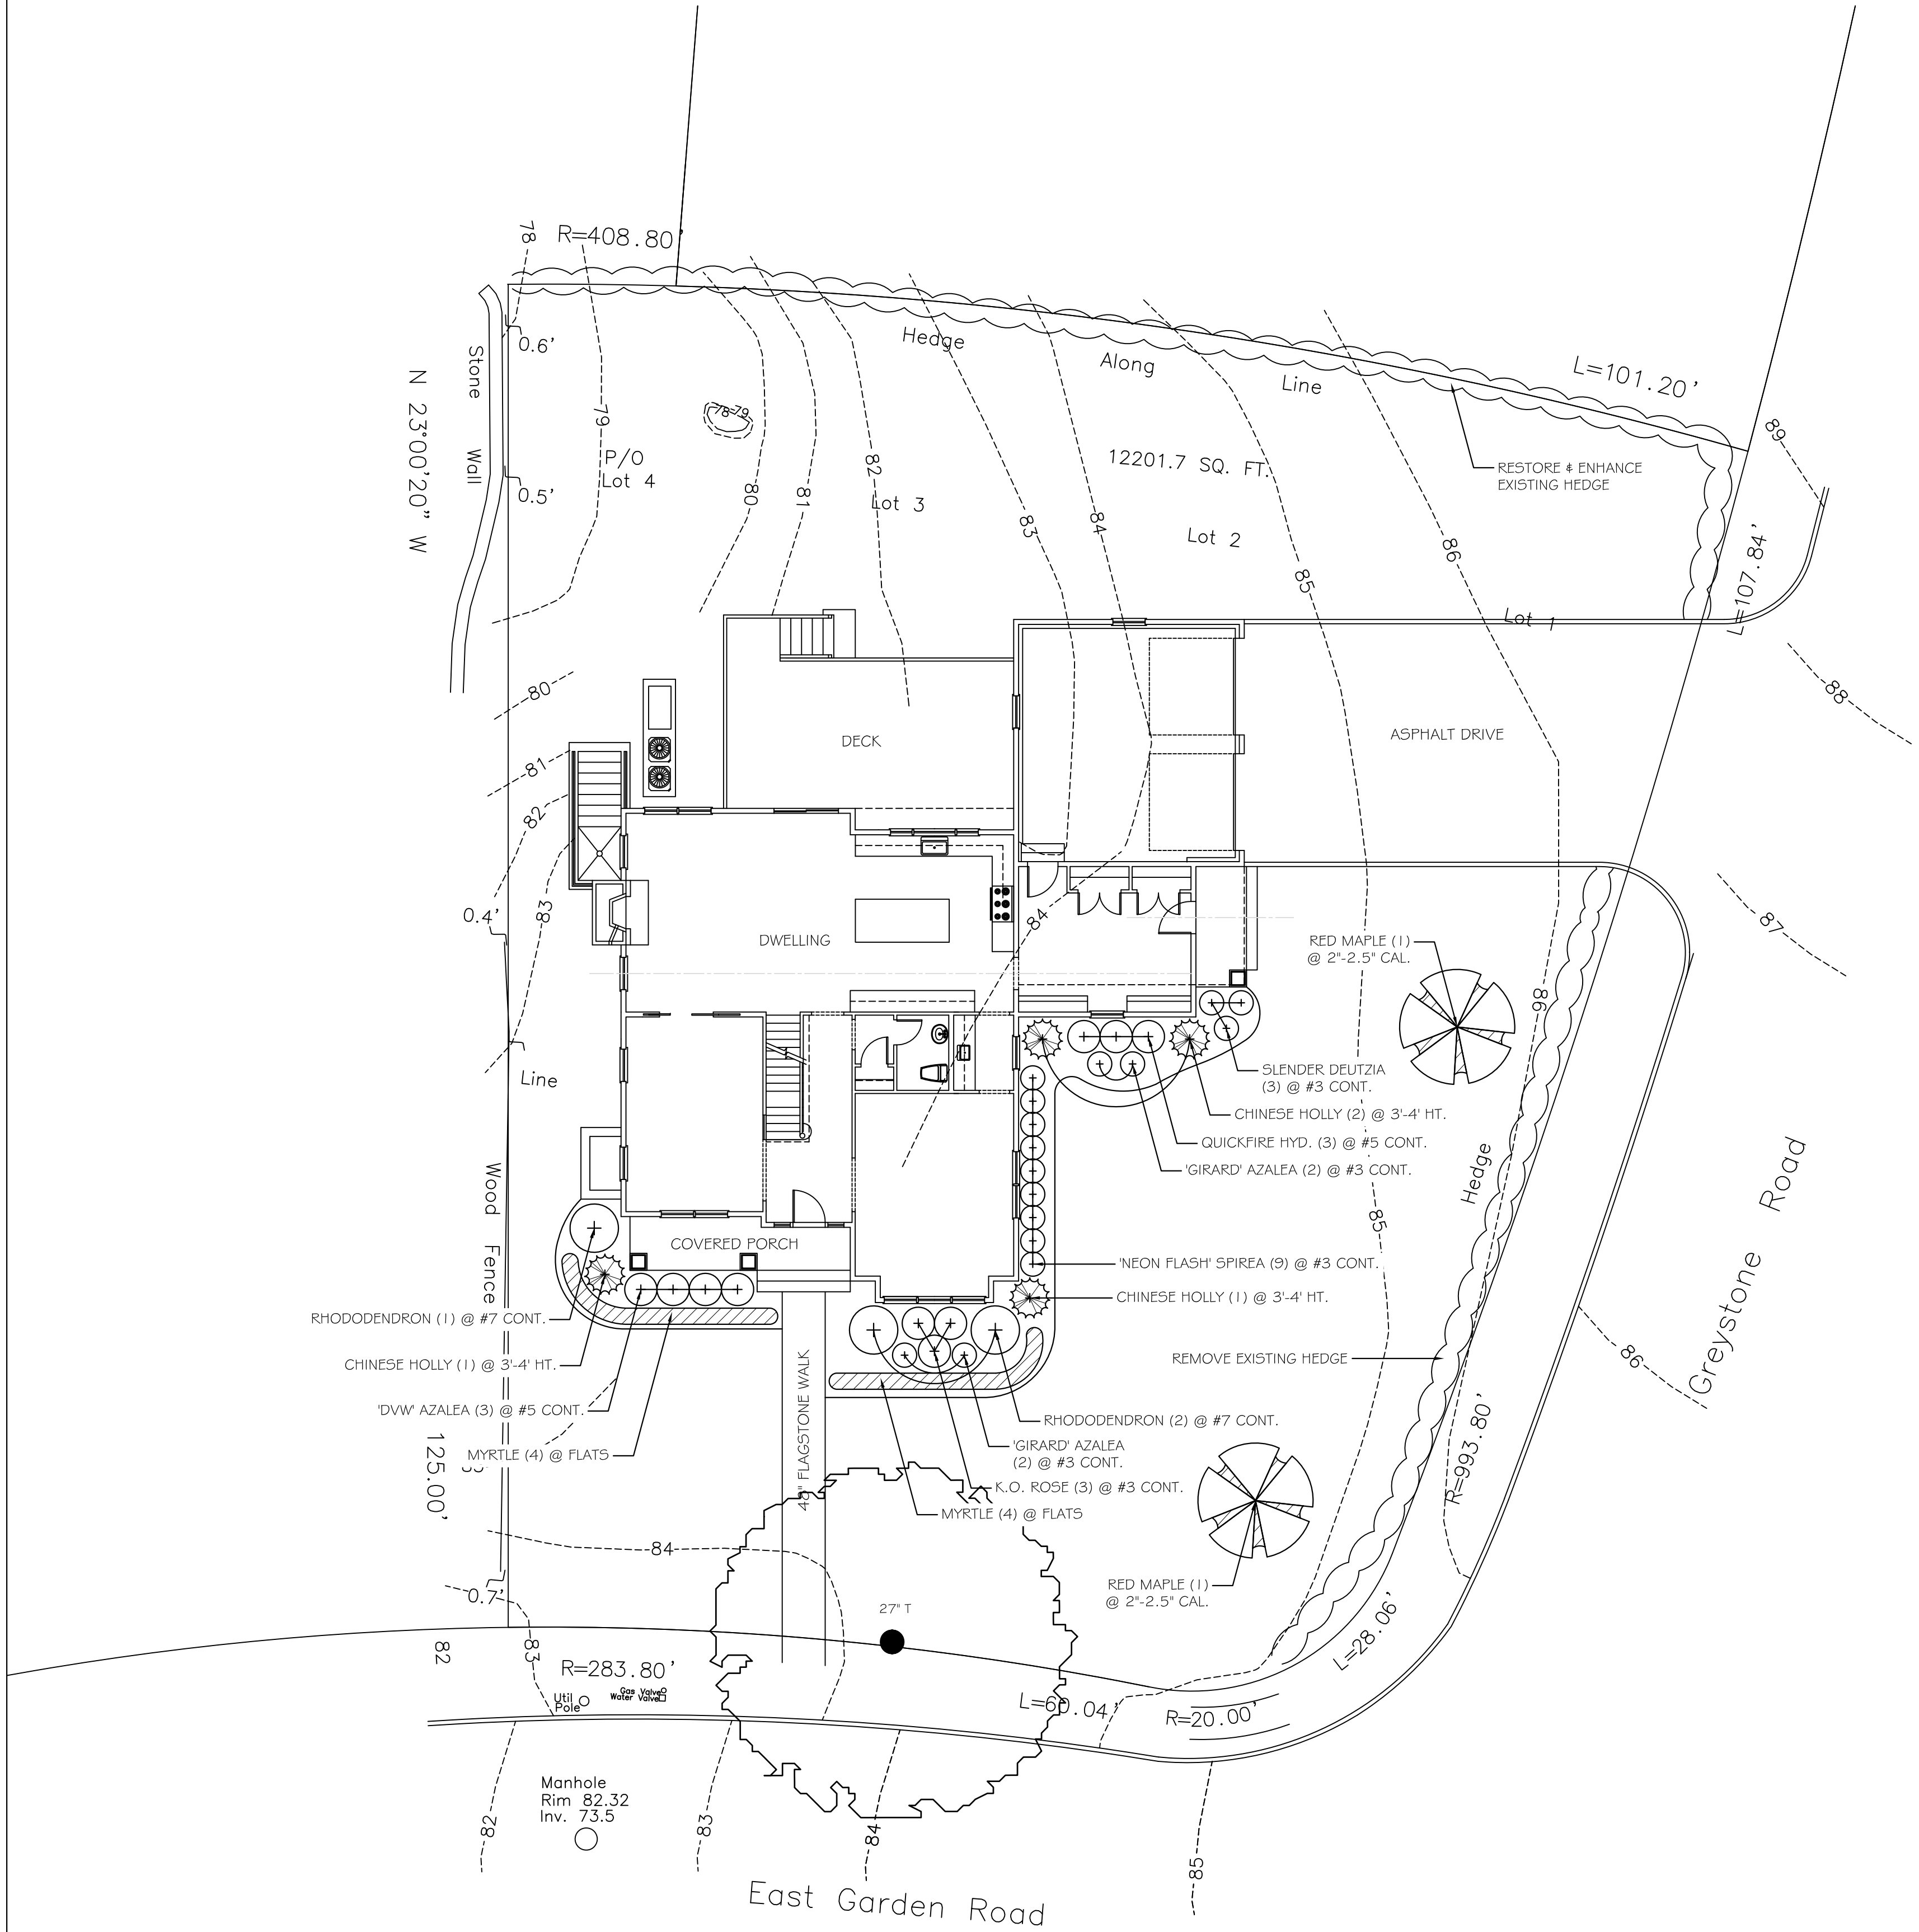 78
R=408.80'
0.6'
Stone Wall
N 23°00'20" W
79
78
79
P/O
Lot 4
0.5'
80
81
82
Lot 3
Hedge
Along
Line
12201.7 SQ. FT.
Lot 2
83
84
85
86
L=101.20'
89
RESTORE & ENHANCE
EXISTING HEDGE
L=107.84'
Lot 1
88
80
81
82
DECK
ASPHALT DRIVE
0.4'
83
DWELLING
84
RED MAPLE (1)
@ 2"-2.5" CAL.
87
86
Line
SLENDER DEUTZIA
(3) @ #3 CONT.
CHINESE HOLLY (2) @ 3'-4' HT.
QUICKFIRE HYD. (3) @ #5 CONT.
'GIRARD' AZALEA (2) @ #3 CONT.
Hedge
Greystone Road
Wood Fence
COVERED PORCH
85
'NEON FLASH' SPIREA (9) @ #3 CONT.
CHINESE HOLLY (1) @ 3'-4' HT.
RHODODENDRON (1) @ #7 CONT.
CHINESE HOLLY (1) @ 3'-4' HT.
REMOVE EXISTING HEDGE
86
'DVW' AZALEA (3) @ #5 CONT.
MYRTLE (4) @ FLATS
125.00'
48" FLAGSTONE WALK
RHODODENDRON (2) @ #7 CONT.
'GIRARD' AZALEA
(2) @ #3 CONT.
K.O. ROSE (3) @ #3 CONT.
MYRTLE (4) @ FLATS
R=993.80'
84
0.7'
27" T
RED MAPLE (1)
@ 2"-2.5" CAL.
L=28.06'
82
83
R=283.80'
Gas Valve
Water Valve
Util
Pole
L=60.04'
R=20.00'
Manhole
Rim 82.32
Inv. 73.5
82
83
84
85
East Garden Road